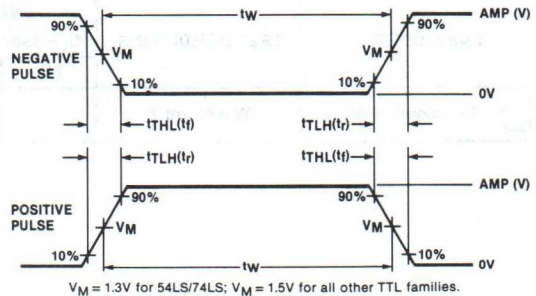 tW
90% 90% AMP (V)
NEGATIVE
PULSE
VM VM
10% 10%
0V
tTHL(tf) tTLH(tr)
tTLH(tr) tTHL(tf)
90% 90% AMP (V)
POSITIVE
PULSE
VM VM
10% 10%
tW 0V
VM = 1.3V for 54LS/74LS; VM = 1.5V for all other TTL families.